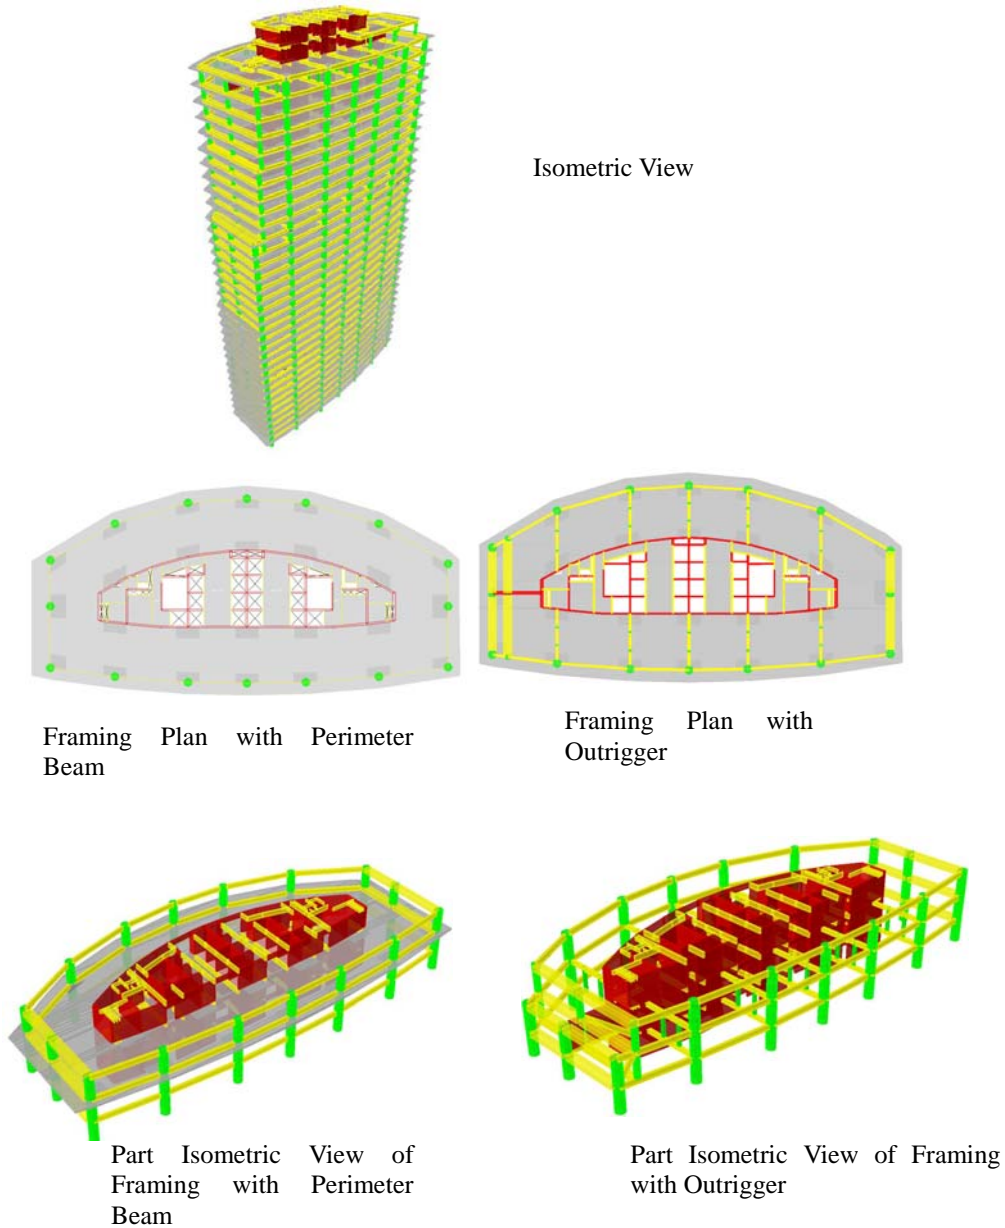 Isometric View
Framing Plan with Perimeter
Beam
Framing Plan with
Outrigger
Part Isometric View of
Framing with Perimeter
Beam
Part Isometric View of Framing
with Outrigger